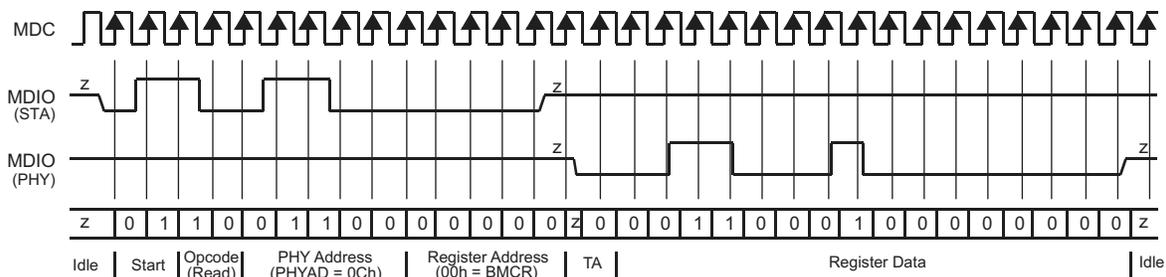 MDC
z
MDIO
(STA)
z
MDIO
(PHY)
z
z
z 0 1 1 0 0 1 1 0 0 0 0 0 0 0 z 0 0 0 1 1 0 0 0 1 0 0 0 0 0 0 0 0 z
Idle Start Opcode (Read) PHY Address (PHYAD = 0Ch) Register Address (00h = BMCR) TA Register Data Idle